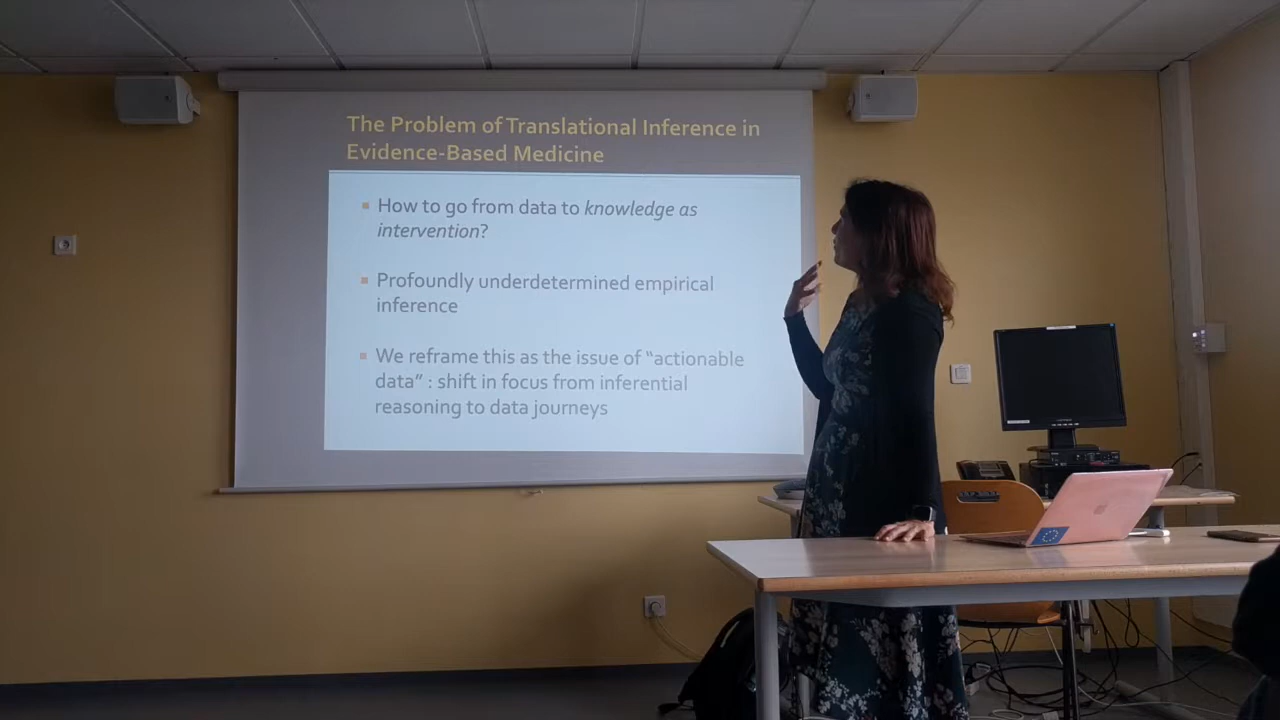 The Problem of Translational Inference in
Evidence-Based Medicine
How to go from data to knowledge as
intervention?
Profoundly underdetermined empirical
inference
We reframe this as the issue of “actionable
data” : shift in focus from inferential
reasoning to data journeys